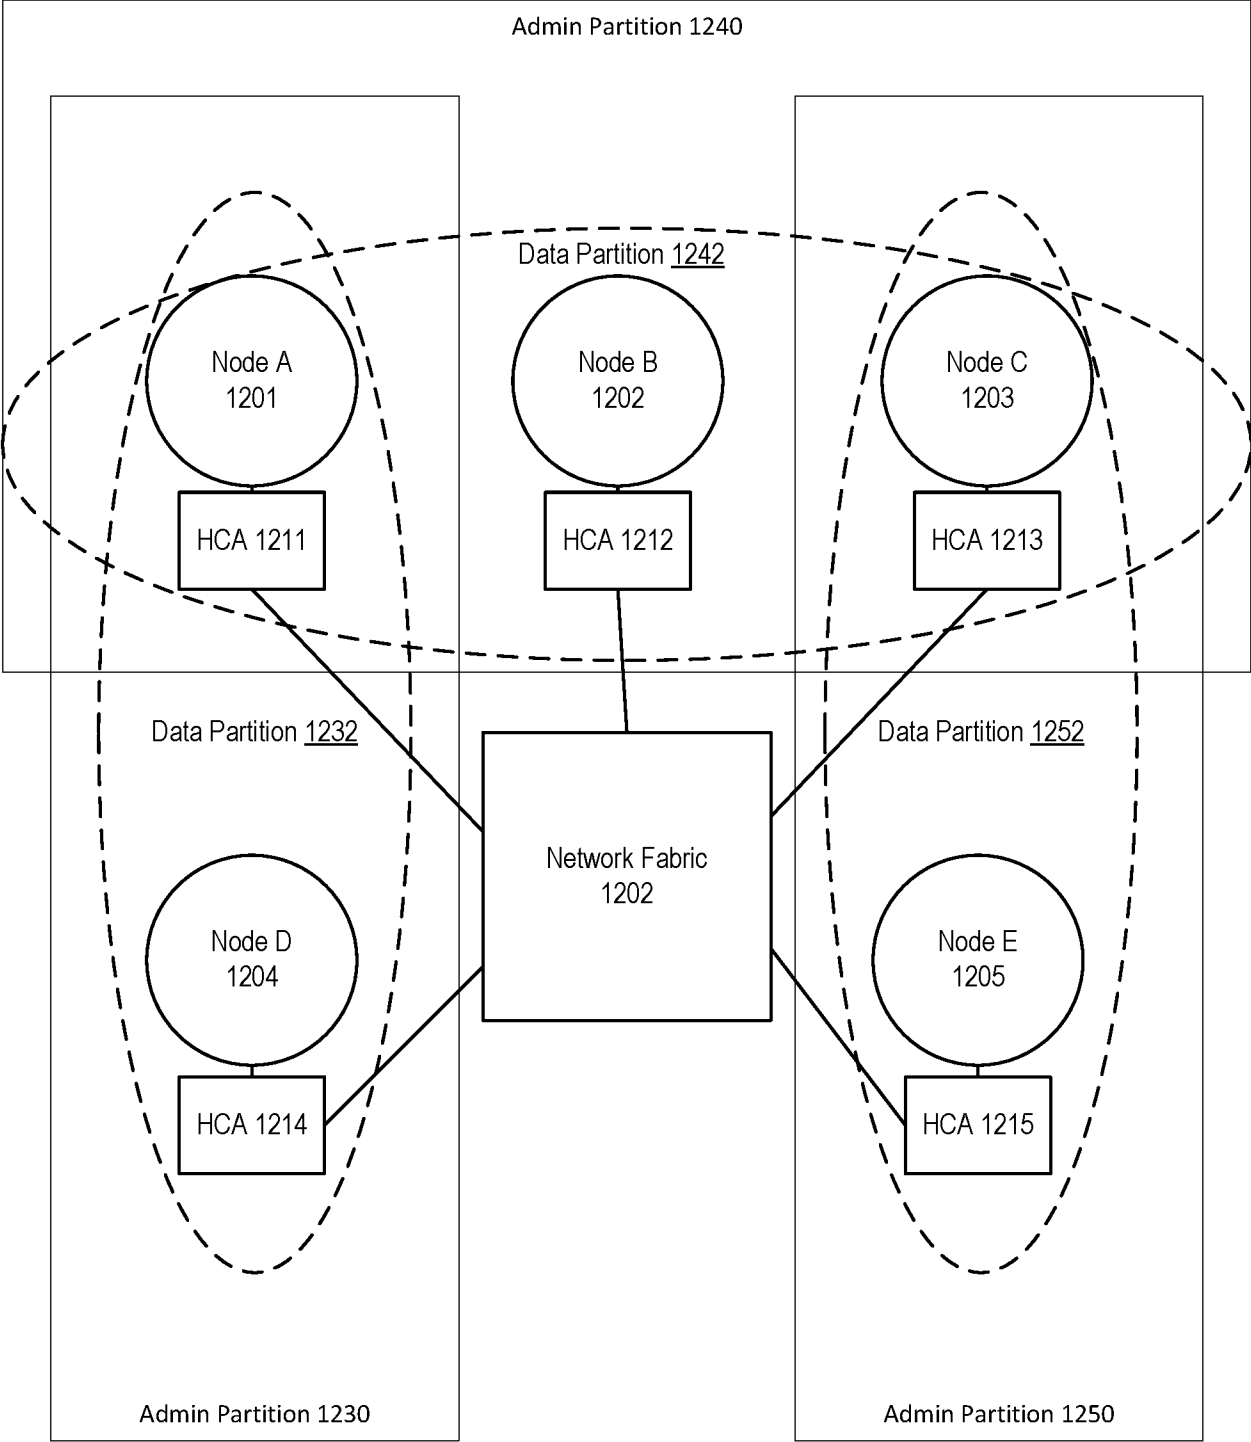 Admin Partition 1240
Data Partition 1242
Node A
1201
Node B
1202
Node C
1203
HCA 1211
HCA 1212
HCA 1213
Data Partition 1232
Data Partition 1252
Network Fabric
1202
Node D
1204
Node E
1205
HCA 1214
HCA 1215
Admin Partition 1230
Admin Partition 1250